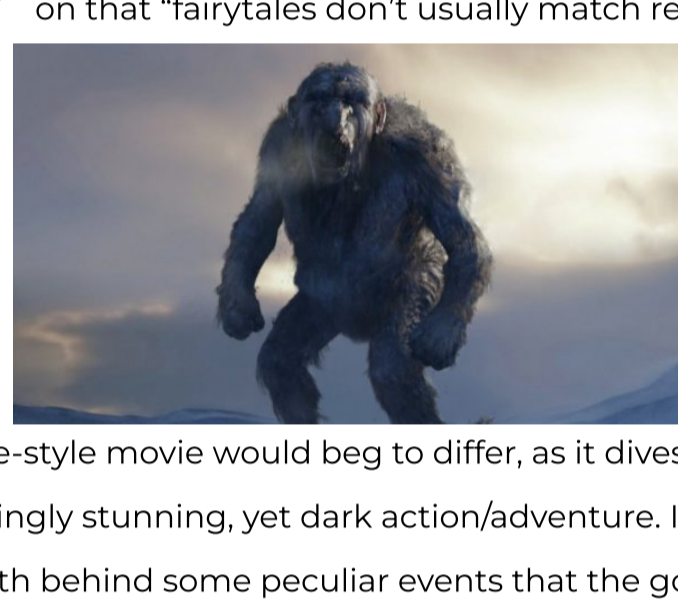 on that "fairytales don't usually match re
e-style movie would beg to differ, as it dives
ingly stunning, yet dark action/adventure. I
th behind some peculiar events that the go